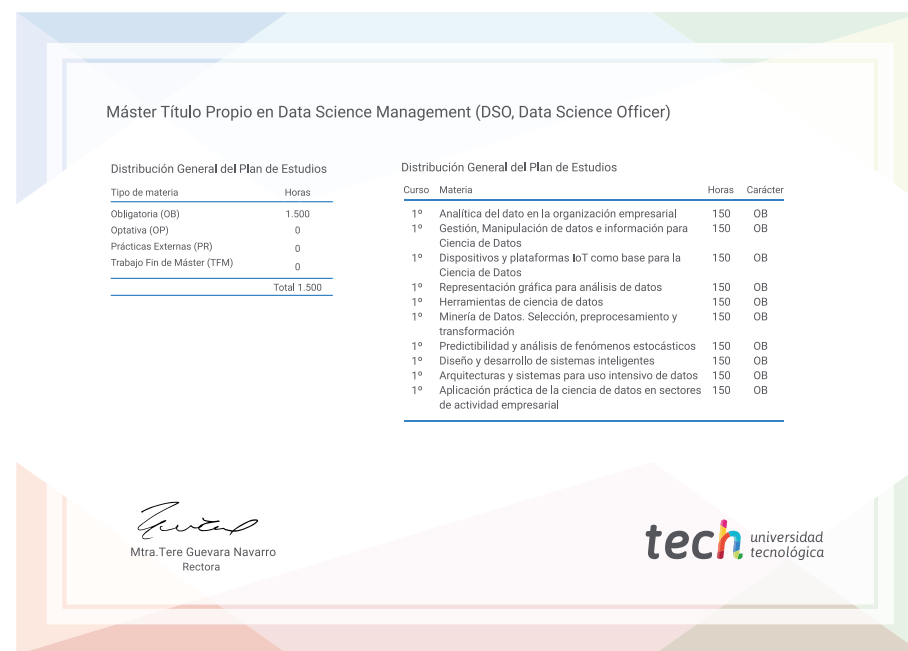 Máster Título Propio en Data Science Management (DSO, Data Science Officer)
Distribución General del Plan de Estudios
Tipo de materia Horas
Obligatoria (OB) 1.500
Optativa (OP) 0
Prácticas Externas (PR) 0
Trabajo Fin de Máster (TFM) 0
Total 1.500
Distribución General del Plan de Estudios
Curso Materia Horas Carácter
1º Analítica del dato en la organización empresarial 150 OB
1º Gestión, Manipulación de datos e información para 150 OB
Ciencia de Datos
1º Dispositivos y plataformas IoT como base para la 150 OB
Ciencia de Datos
1º Representación gráfica para análisis de datos 150 OB
1º Herramientas de ciencia de datos 150 OB
1º Minería de Datos. Selección, preprocesamiento y 150 OB
transformación
1º Predictibilidad y análisis de fenómenos estocásticos 150 OB
1º Diseño y desarrollo de sistemas inteligentes 150 OB
1º Arquitecturas y sistemas para uso intensivo de datos 150 OB
1º Aplicación práctica de la ciencia de datos en sectores 150 OB
de actividad empresarial
Mtra.Tere Guevara Navarro
Rectora
tech universidad
tecnológica